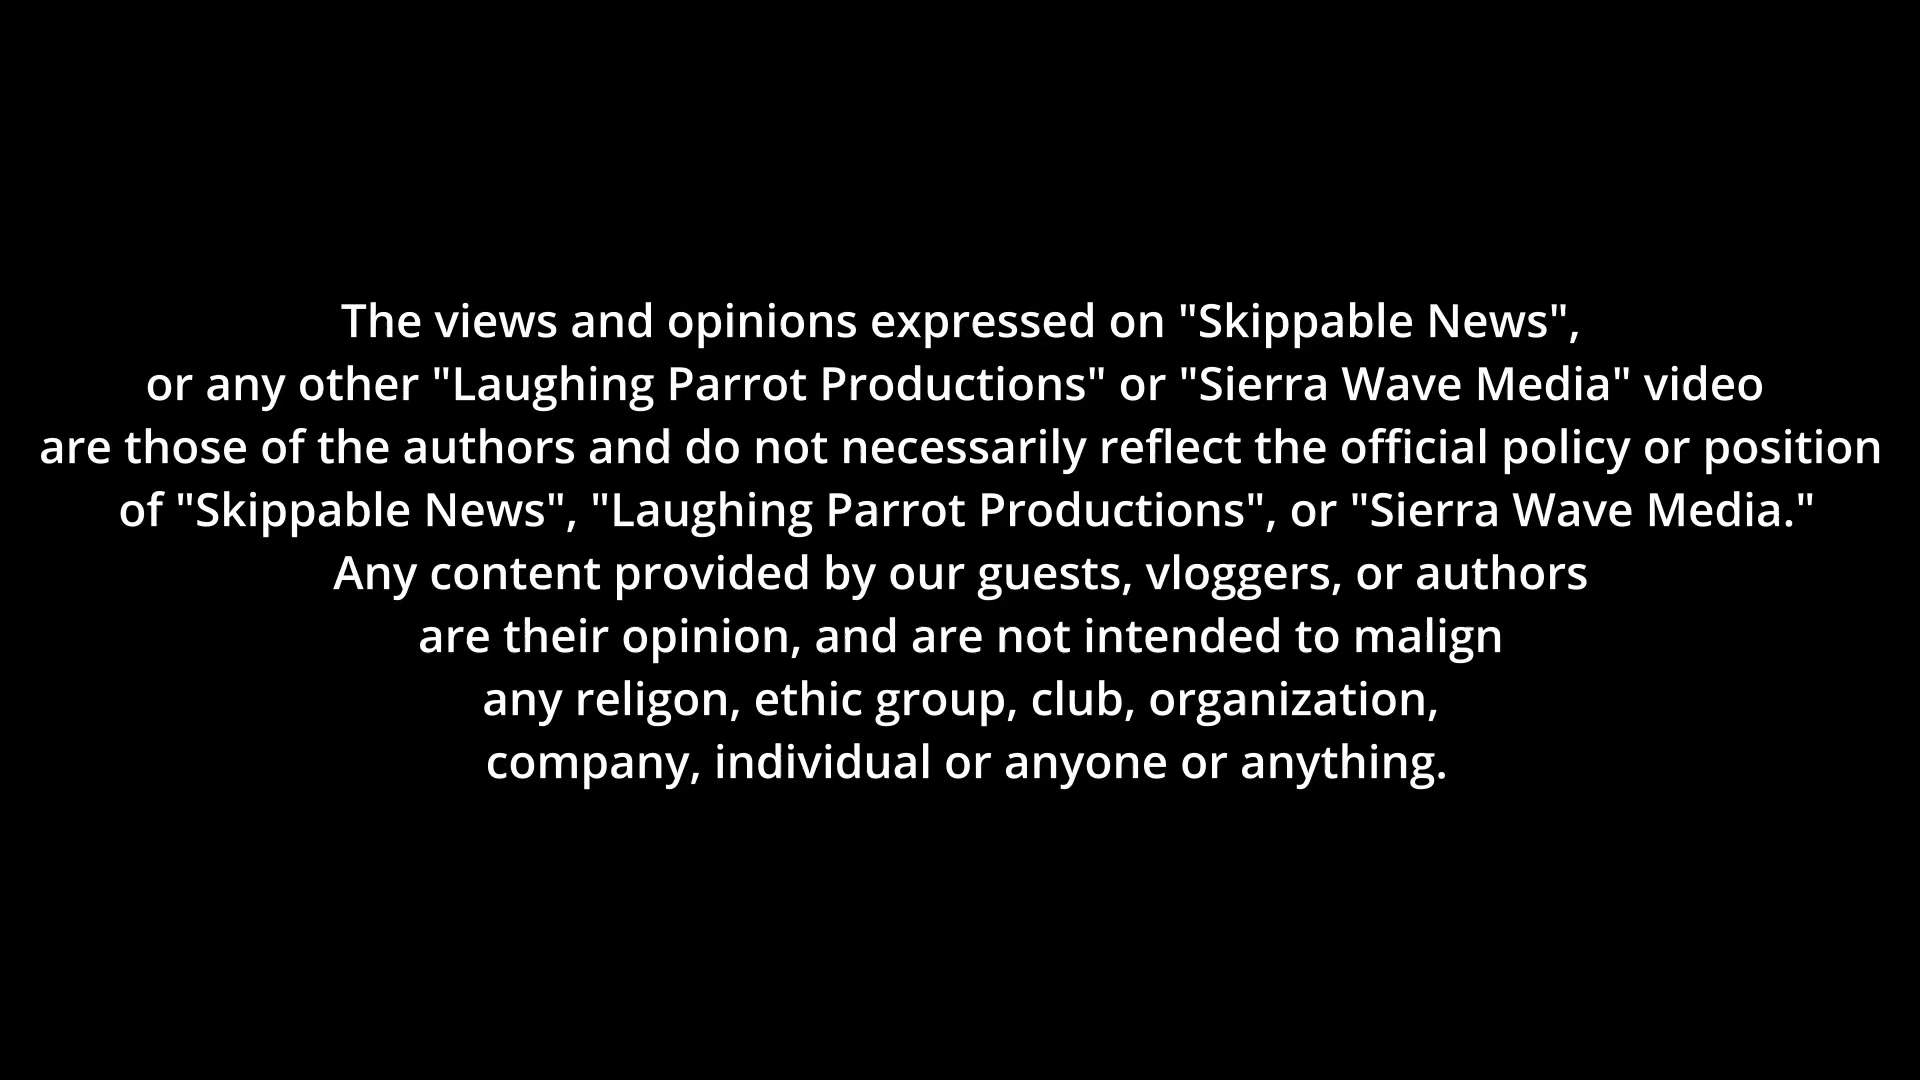 The views and opinions expressed on "Skippable News",
or any other "Laughing Parrot Productions" or "Sierra Wave Media" video
are those of the authors and do not necessarily reflect the official policy or position
of "Skippable News", "Laughing Parrot Productions", or "Sierra Wave Media."
Any content provided by our guests, vloggers, or authors
are their opinion, and are not intended to malign
any religon, ethic group, club, organization,
company, individual or anyone or anything.